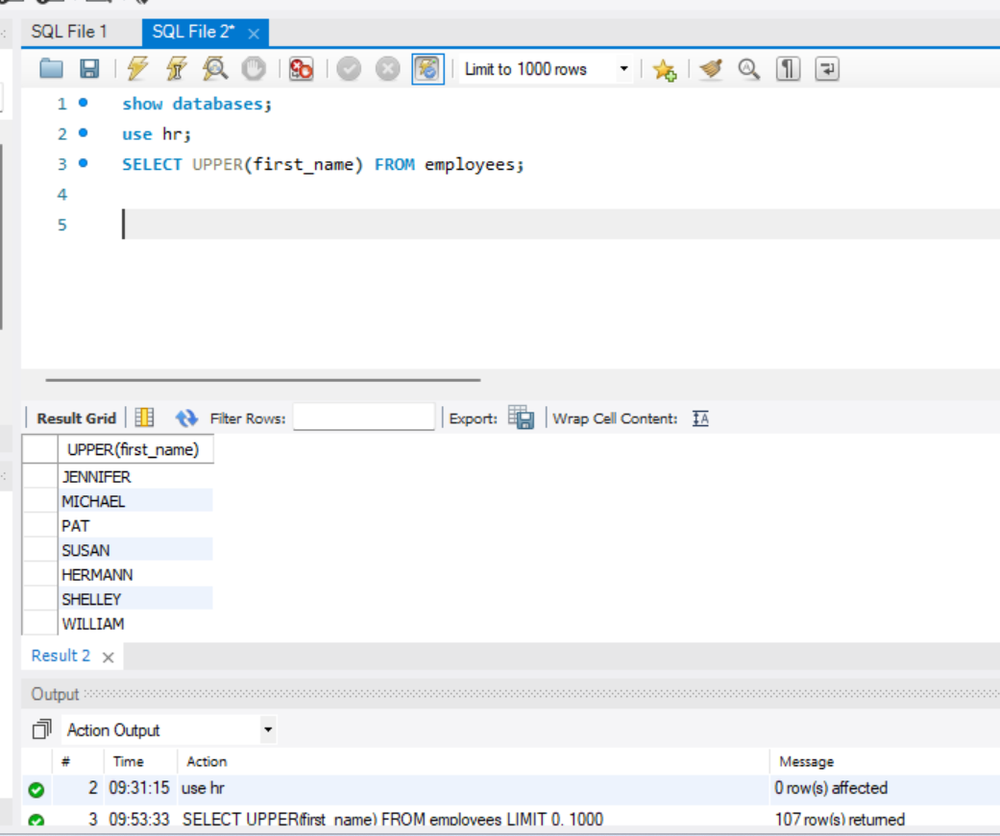 SQL File 1 SQL File 2*
Limit to 1000 rows
1 show databases;
2 use hr;
3 SELECT UPPER(first_name) FROM employees;
4
5
Result Grid Filter Rows: Export: Wrap Cell Content:
UPPER(first_name)
JENNIFER
MICHAEL
PAT
SUSAN
HERMANN
SHELLEY
WILLIAM
Result 2
Output
Action Output
# Time Action Message
2 09:31:15 use hr 0 row(s) affected
3 09:53:33 SELECT UPPER(first_name) FROM employees LIMIT 0, 1000 107 row(s) returned